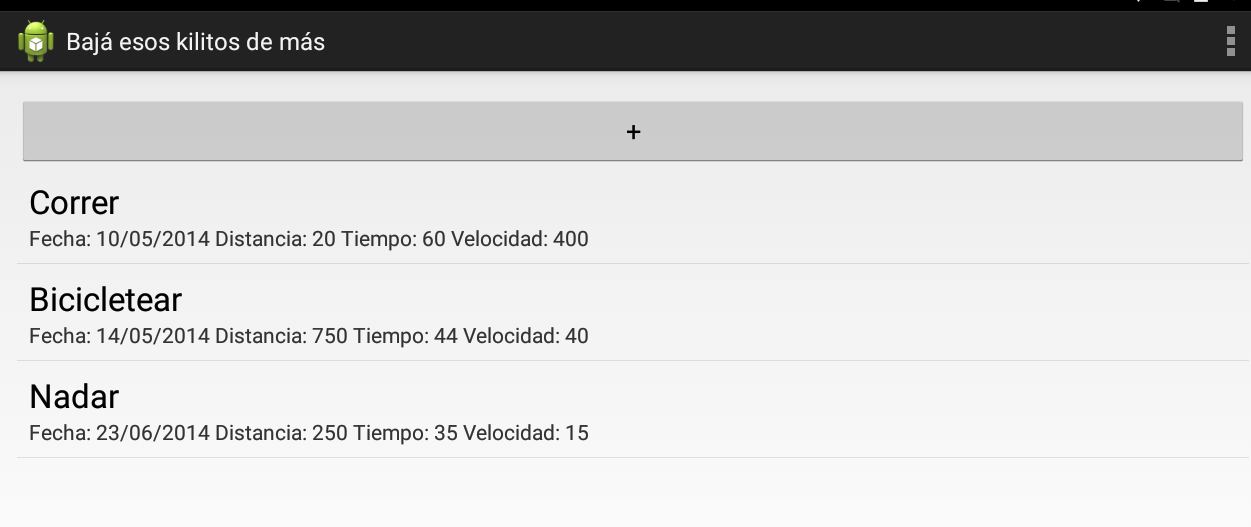 Bajá esos kilitos de más
+
Correr
Fecha: 10/05/2014 Distancia: 20 Tiempo: 60 Velocidad: 400
Bicicletear
Fecha: 14/05/2014 Distancia: 750 Tiempo: 44 Velocidad: 40
Nadar
Fecha: 23/06/2014 Distancia: 250 Tiempo: 35 Velocidad: 15